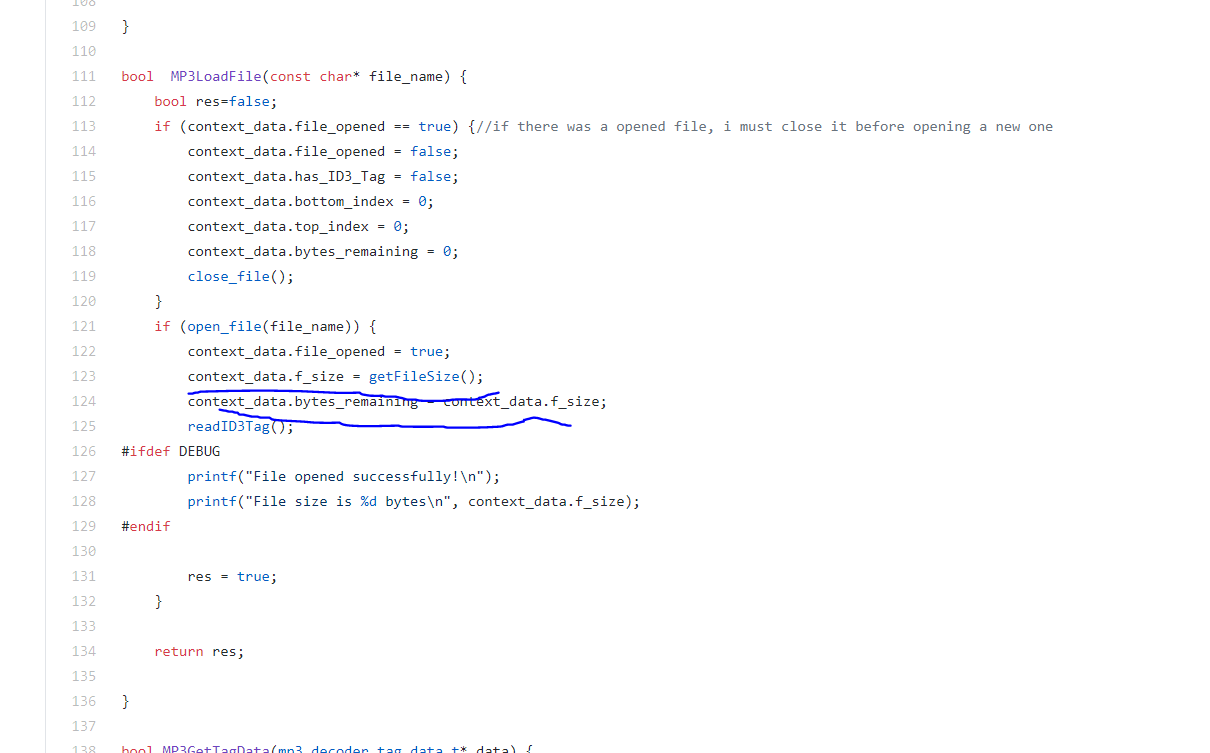 108
109 }
110
111 bool  MP3LoadFile(const char* file_name) {
112     bool res=false;
113     if (context_data.file_opened == true) {//if there was a opened file, i must close it before opening a new one
114         context_data.file_opened = false;
115         context_data.has_ID3_Tag = false;
116         context_data.bottom_index = 0;
117         context_data.top_index = 0;
118         context_data.bytes_remaining = 0;
119         close_file();
120     }
121     if (open_file(file_name)) {
122         context_data.file_opened = true;
123         context_data.f_size = getFileSize();
124         context_data.bytes_remaining = context_data.f_size;
125         readID3Tag();
126 #ifdef DEBUG
127         printf("File opened successfully!\n");
128         printf("File size is %d bytes\n", context_data.f_size);
129 #endif
130
131         res = true;
132     }
133
134     return res;
135
136 }
137
138 bool MP3GetTagData(mp3_decoder_tag_data_t* data) {